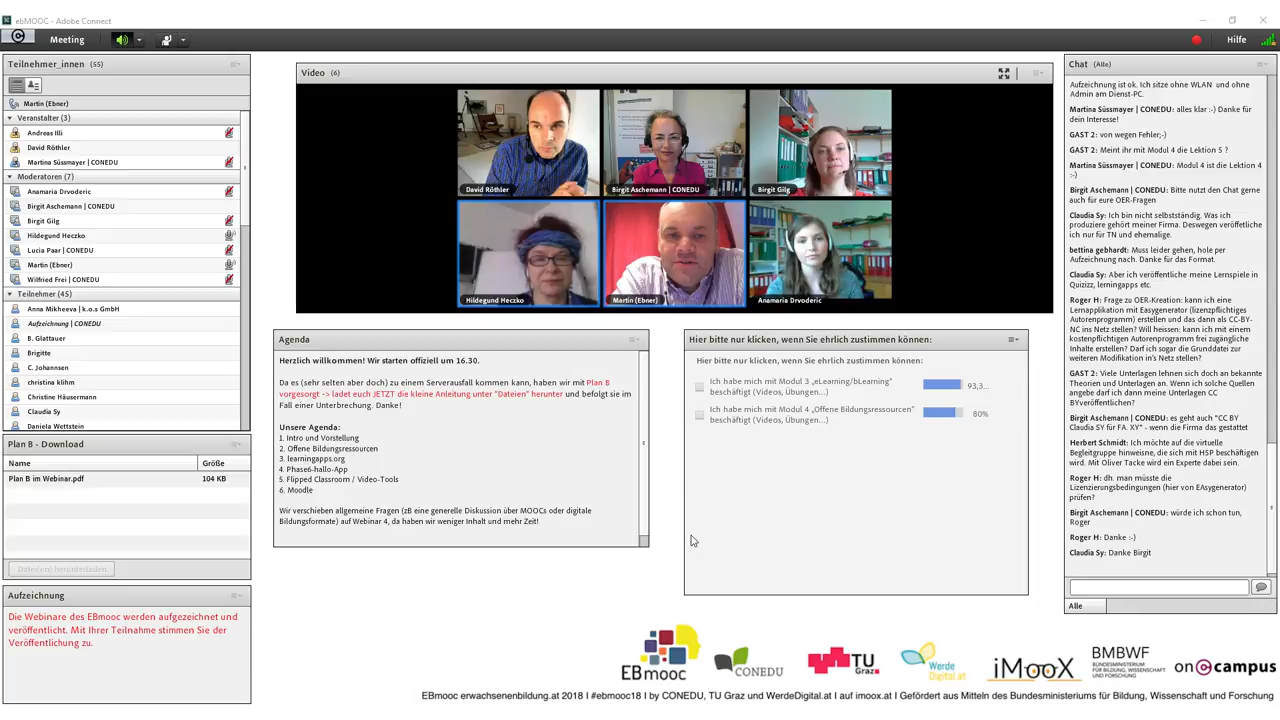 ebMOOC - Adobe Connect
Meeting
Hilfe
Teilnehmer_innen (55)
Martin (Ebner)
Veranstalter (3)
Andreas Illi
David Röthler
Martina Süssmayer | CONEDU
Moderatoren (7)
Anamaria Drvoderic
Birgit Aschemann | CONEDU
Birgit Gilg
Hildegund Heczko
Lucia Paar | CONEDU
Martin (Ebner)
Wilfried Frei | CONEDU
Teilnehmer (45)
Anna Mikheeva | k.o.s GmbH
Aufzeichnung | CONEDU
B. Glattauer
Brigitte
C. Johannsen
christina klihm
Christine Häusermann
Claudia Sy
Daniela Wettstein
Plan B - Download
Name Größe
Plan B im Webinar.pdf 104 KB
Datei(en) herunterladen
Aufzeichnung
Die Webinare des EBmooc werden aufgezeichnet und
veröffentlicht. Mit Ihrer Teilnahme stimmen Sie der
Veröffentlichung zu.
Video (6)
David Röthler
Birgit Aschemann | CONEDU
Birgit Gilg
Hildegund Heczko
Martin (Ebner)
Anamaria Drvoderic
Agenda
Herzlich willkommen! Wir starten offiziell um 16.30.
Da es (sehr selten aber doch) zu einem Serverausfall kommen kann, haben wir mit Plan B
vorgesorgt -> ladet euch JETZT die kleine Anleitung unter "Dateien" herunter und befolgt sie im
Fall einer Unterbrechung. Danke!
Unsere Agenda:
1. Intro und Vorstellung
2. Offene Bildungsressourcen
3. learningapps.org
4. Phase6-hallo-App
5. Flipped Classroom / Video-Tools
6. Moodle
Wir verschieben allgemeine Fragen (zB eine generelle Diskussion über MOOCs oder digitale
Bildungsformate) auf Webinar 4, da haben wir weniger Inhalt und mehr Zeit!
Hier bitte nur klicken, wenn Sie ehrlich zustimmen können:
Hier bitte nur klicken, wenn Sie ehrlich zustimmen können:
Ich habe mich mit Modul 3 „eLearning/bLearning"
beschäftigt (Videos, Übungen...)
93,3...
Ich habe mich mit Modul 4 „Offene Bildungsressourcen"
beschäftigt (Videos, Übungen...)
80%
Chat (Alle)
Aufzeichnung ist ok. Ich sitze ohne WLAN und ohne
Admin am Dienst-PC.
Martina Süssmayer | CONEDU: alles klar :-) Danke für
dein Interesse!
GAST 2: von wegen Fehler;-)
GAST 2: Meint ihr mit Modul 4 die Lektion 5 ?
Martina Süssmayer | CONEDU: Modul 4 ist die Lektion 4
:-)
Birgit Aschemann | CONEDU: Bitte nutzt den Chat gerne
auch für eure OER-Fragen
Claudia Sy: Ich bin nicht selbstständig. Was ich
produziere gehört meiner Firma. Deswegen veröffentliche
ich nur für TN und ehemalige.
bettina gebhardt: Muss leider gehen, hole per
Aufzeichnung nach. Danke für das Format.
Claudia Sy: Aber ich veröffentliche meine Lernspiele in
Quizizz, lerningapps etc.
Roger H: Frage zu OER-Kreation: kann ich eine
Lernapplikation mit Easygenerator (lizenzpflichtiges
Autorenprogramm) erstellen und das dann als CC-BY-
NC ins Netz stellen? Will heissen: kann ich mit einem
kostenpflichtigen Autorenprogramm frei zugängliche
Inhalte erstellen? Darf ich sogar die Grunddatei zur
weiteren Modifikation in's Netz stellen?
GAST 2: Viele Unterlagen lehnen sich doch an bekannte
Theorien und Unterlagen an. Wenn ich solche Quellen
angebe darf ich dann meine Unterlagen CC
BYveröffentlichen?
Birgit Aschemann | CONEDU: es geht auch "CC BY
Claudia SY für FA. XY" - wenn die Firma das gestattet
Herbert Schmidt: Ich möchte auf die virtuelle
Begleitgruppe hinweisne, die sich mit H5P beschäftigen
wird. Mit Oliver Tacke wird ein Experte dabei sein.
Roger H: dh. man müsste die
Lizenzierungsbedingungen (hier von EAsygenerator)
prüfen?
Birgit Aschemann | CONEDU: würde ich schon tun,
Roger
Roger H: Danke :-)
Claudia Sy: Danke Birgit
Alle
EBmooc
CONEDU
TU
Graz
Werde
Digital.at
iMooX
BMBWF
BUNDESMINISTERIUM
FÜR BILDUNG, WISSENSCHAFT
UND FORSCHUNG
on campus
EBmooc erwachsenenbildung.at 2018 I #ebmooc18 I by CONEDU, TU Graz und WerdeDigital.at I auf imoox.at I Gefördert aus Mitteln des Bundesministeriums für Bildung, Wissenschaft und Forschung